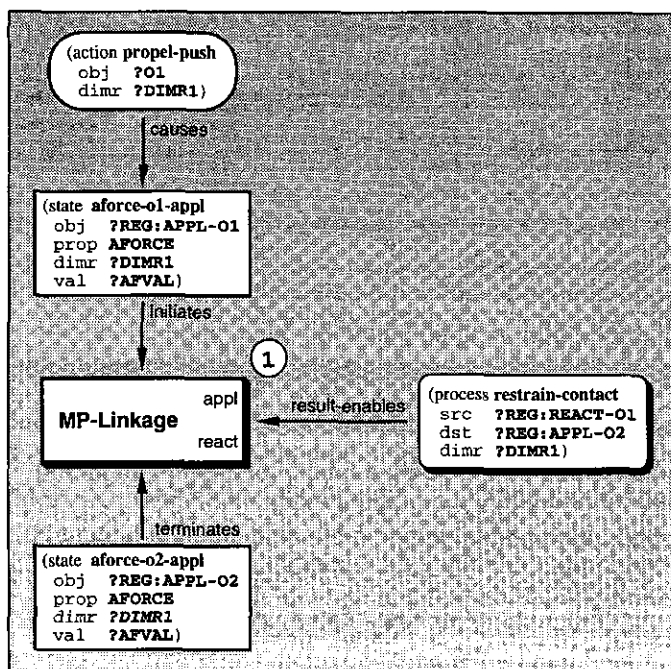 (action propel-push
obj ?O1
dimr ?DIMR1)
causes
(state aforce-o1-appl
obj ?REG:APPL-O1
prop AFORCE
dimr ?DIMR1
val ?AFVAL)
initiates
1
MP-Linkage
appl
react
result-enables
(process restrain-contact
src ?REG:REACT-O1
dst ?REG:APPL-O2
dimr ?DIMR1)
terminates
(state aforce-o2-appl
obj ?REG:APPL-O2
prop AFORCE
dimr ?DIMR1
val ?AFVAL)